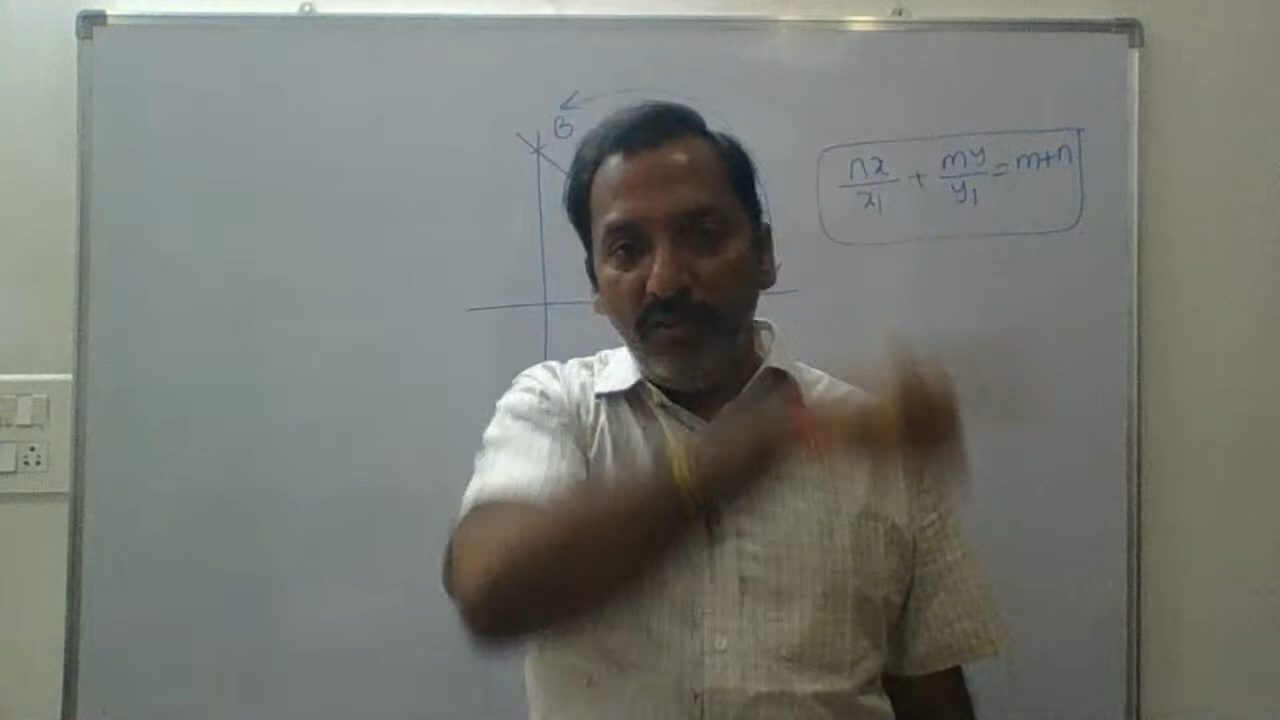 B
nx/x₁ + my/y₁ = m+n